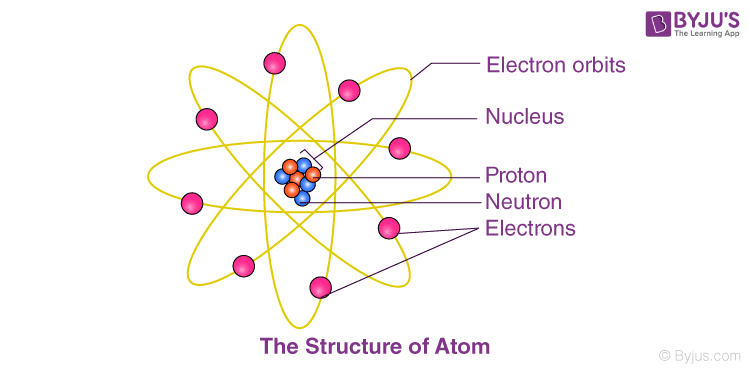 BYJU'S
The Learning App
Electron orbits
Nucleus
Proton
Neutron
Electrons
The Structure of Atom
© Byjus.com